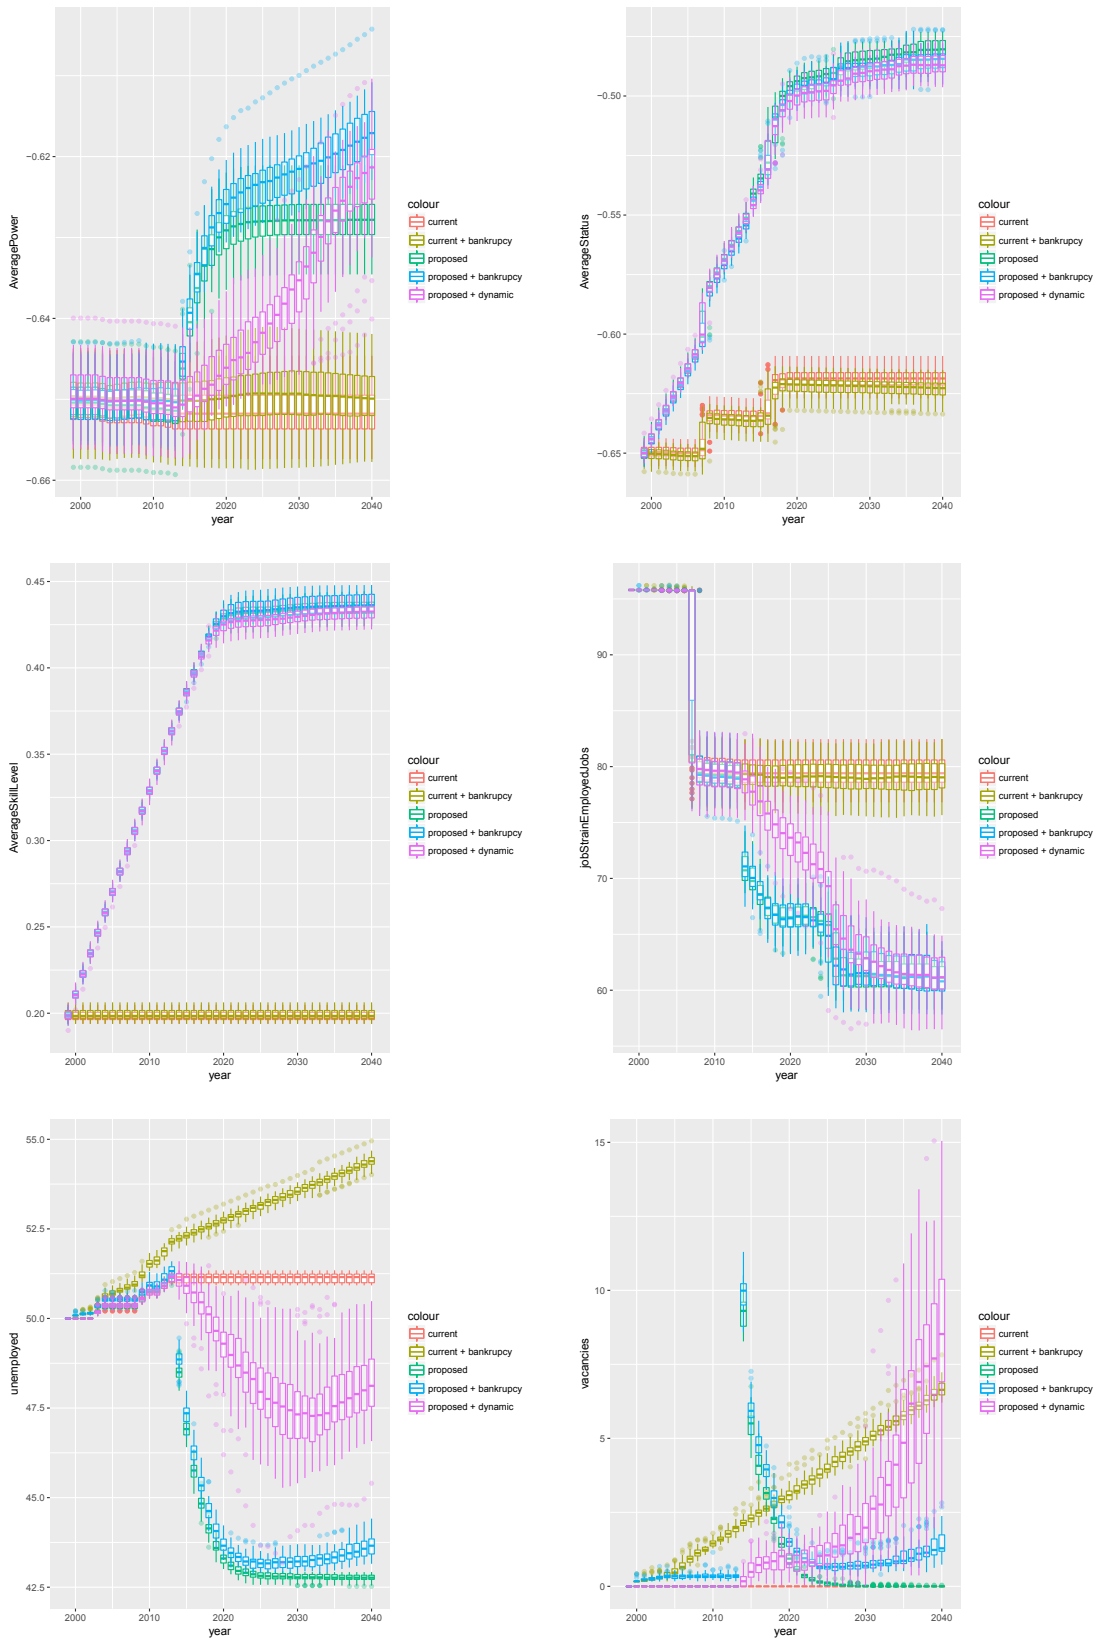 AveragePower
−0.62
−0.64
−0.66
2000 2010 2020 2030 2040
year
colour
current
current + bankrupcy
proposed
proposed + bankrupcy
proposed + dynamic
AverageStatus
−0.50
−0.55
−0.60
−0.65
2000 2010 2020 2030 2040
year
colour
current
current + bankrupcy
proposed
proposed + bankrupcy
proposed + dynamic
AverageSkillLevel
0.45
0.40
0.35
0.30
0.25
0.20
2000 2010 2020 2030 2040
year
colour
current
current + bankrupcy
proposed
proposed + bankrupcy
proposed + dynamic
jobStrainEmployedJobs
90
80
70
60
2000 2010 2020 2030 2040
year
colour
current
current + bankrupcy
proposed
proposed + bankrupcy
proposed + dynamic
unemployed
55.0
52.5
50.0
47.5
45.0
42.5
2000 2010 2020 2030 2040
year
colour
current
current + bankrupcy
proposed
proposed + bankrupcy
proposed + dynamic
vacancies
15
10
5
0
2000 2010 2020 2030 2040
year
colour
current
current + bankrupcy
proposed
proposed + bankrupcy
proposed + dynamic